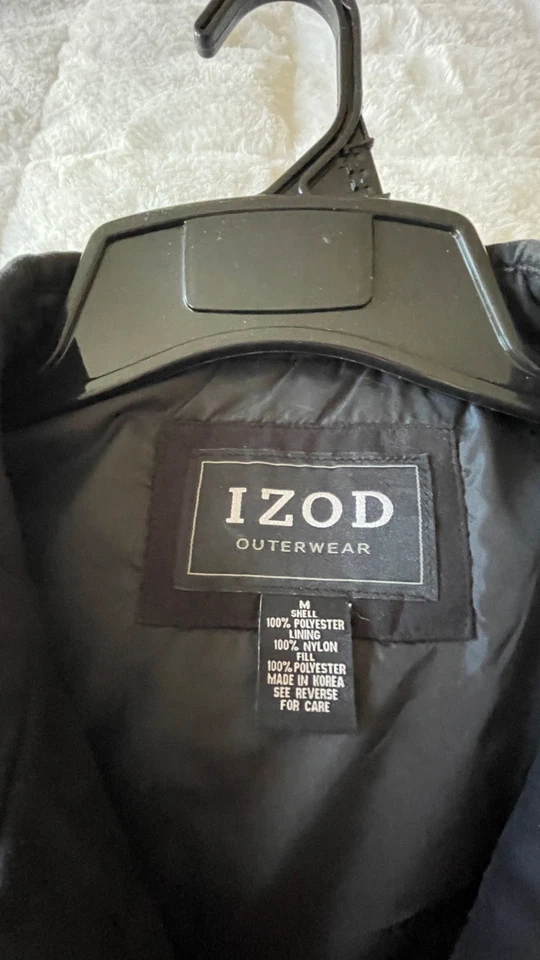 IZOD
OUTERWEAR
M
SHELL
100% POLYESTER
LINING
100% NYLON
FILL
100% POLYESTER
MADE IN KOREA
SEE REVERSE
FOR CARE